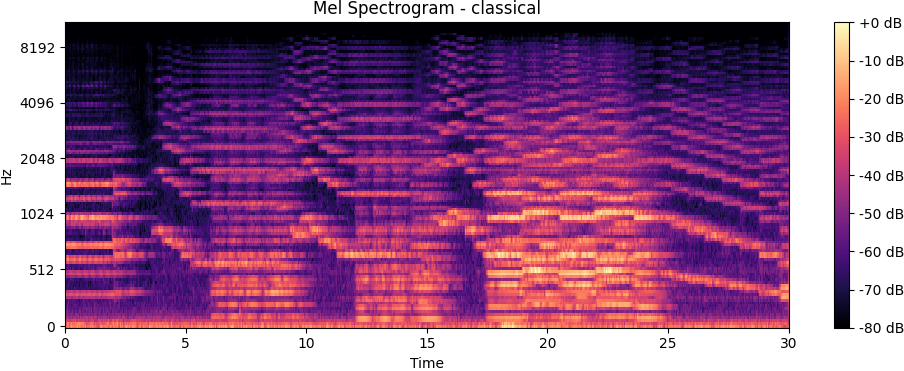 Mel Spectrogram - classical
Hz
8192
4096
2048
1024
512
0
0 5 10 15 20 25 30
Time
+0 dB
-10 dB
-20 dB
-30 dB
-40 dB
-50 dB
-60 dB
-70 dB
-80 dB